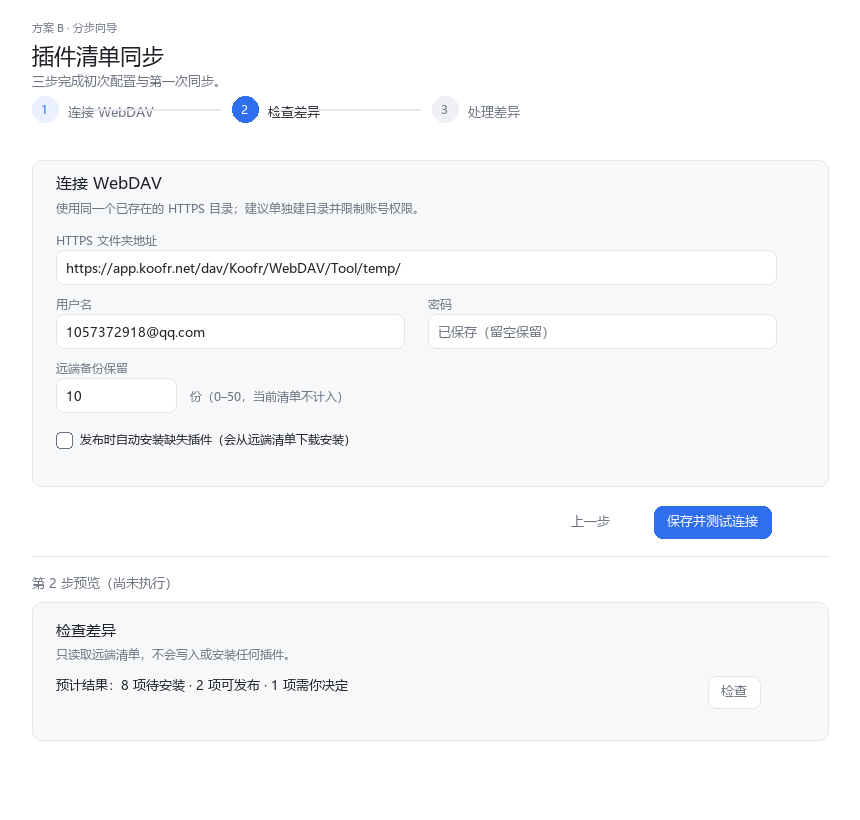 方案 B · 分步向导
插件清单同步
三步完成初次配置与第一次同步。
1 连接 WebDAV 2 检查差异 3 处理差异
连接 WebDAV
使用同一个已存在的 HTTPS 目录；建议单独建目录并限制账号权限。
HTTPS 文件夹地址
https://app.koofr.net/dav/Koofr/WebDAV/Tool/temp/
用户名 密码
1057372918@qq.com 已保存（留空保留）
远端备份保留
10 份（0–50，当前清单不计入）
发布时自动安装缺失插件（会从远端清单下载安装）
上一步 保存并测试连接
第 2 步预览（尚未执行）
检查差异
只读取远端清单，不会写入或安装任何插件。
预计结果：8 项待安装 · 2 项可发布 · 1 项需你决定
检查